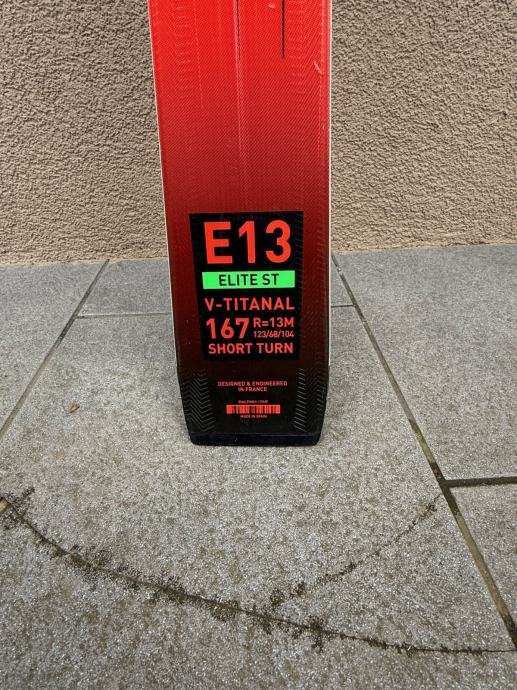 E13
ELITE ST
V-TITANAL
167 R=13M
123/68/104
SHORT TURN
DESIGNED & ENGINEERED
IN FRANCE
MADE IN SPAIN